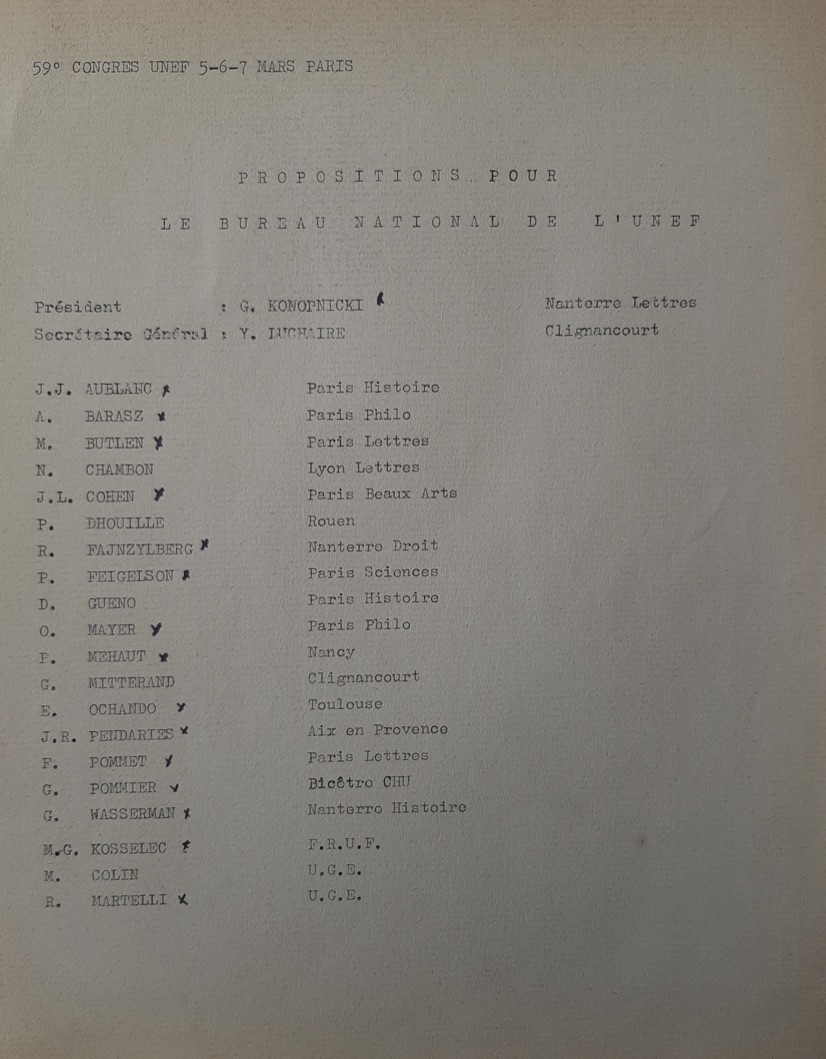 59° CONGRES UNEF 5-6-7 MARS PARIS
PROPOSITIONS POUR
LE BUREAU NATIONAL DE L'UNEF
Président : G. KONOPNICKI Nanterre Lettres
Secrétaire Général : Y. LUCHAIRE Clignancourt
J.J. AUBLANC Paris Histoire
A. BARASZ Paris Philo
M. BUTLEN Paris Lettres
N. CHAMBON Lyon Lettres
J.L. COHEN Paris Beaux Arts
P. DHOUILLE Rouen
R. FAJNZYLBERG Nanterre Droit
P. FEIGELSON Paris Sciences
D. GUENO Paris Histoire
O. MAYER Paris Philo
P. MEHAUT Nancy
G. MITTERAND Clignancourt
E. OCHANDO Toulouse
J.R. PENDARIES Aix en Provence
F. POMMET Paris Lettres
G. POMMIER Bicêtre CHU
G. WASSERMAN Nanterre Histoire
M.G. KOSSELEC F.R.U.F.
M. COLIN U.G.E.
R. MARTELLI U.G.E.